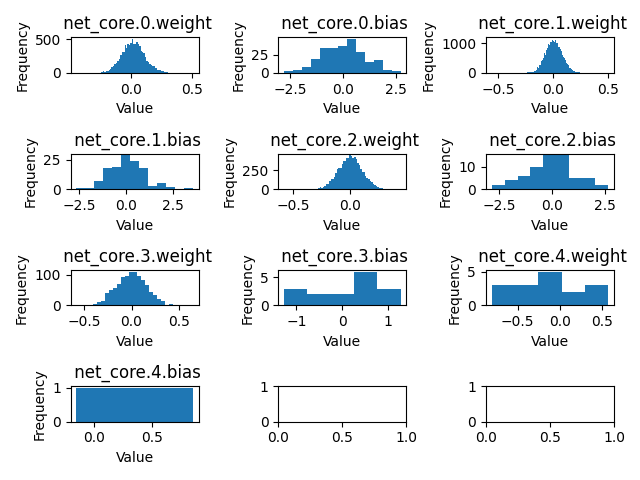 net_core.0.weight
net_core.0.bias
net_core.1.weight
Frequency
500
0
0.0
0.5
Value
Frequency
25
0
−2.5
0.0
2.5
Value
Frequency
1000
0
−0.5
0.0
0.5
Value
net_core.1.bias
net_core.2.weight
net_core.2.bias
Frequency
25
0
−2.5
0.0
2.5
Value
Frequency
250
0
−0.5
0.0
Value
Frequency
10
0
−2.5
0.0
2.5
Value
net_core.3.weight
net_core.3.bias
net_core.4.weight
Frequency
100
0
−0.5
0.0
0.5
Value
Frequency
5
0
−1
0
1
Value
Frequency
5
0
−0.5
0.0
0.5
Value
net_core.4.bias
Frequency
1
0
0.0
0.5
Value
1
0
0.0
0.5
1.0
1
0
0.0
0.5
1.0